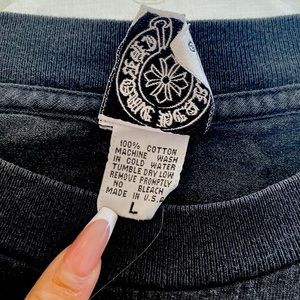 100% COTTON
MACHINE WASH
IN COLD WATER
TUMBLE DRY LOW
REMOVE PROMPTLY
NO BLEACH
MADE IN U.S.A.
L